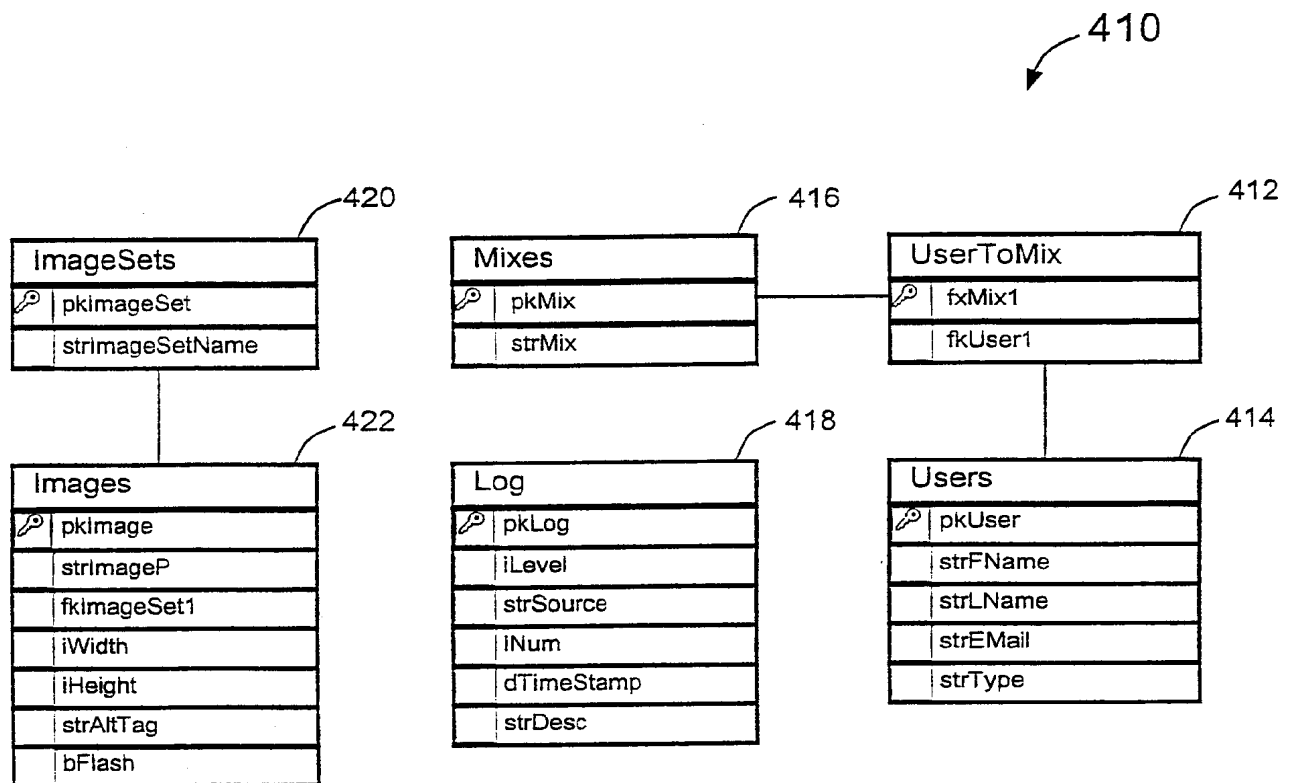 410
420
ImageSets
pkImageSet
strImageSetName
416
Mixes
pkMix
strMix
412
UserToMix
fxMix1
fkUser1
422
Images
pkImage
strImageP
fkImageSet1
iWidth
iHeight
strAltTag
bFlash
418
Log
pkLog
iLevel
strSource
iNum
dTimeStamp
strDesc
414
Users
pkUser
strFName
strLName
strEMail
strType